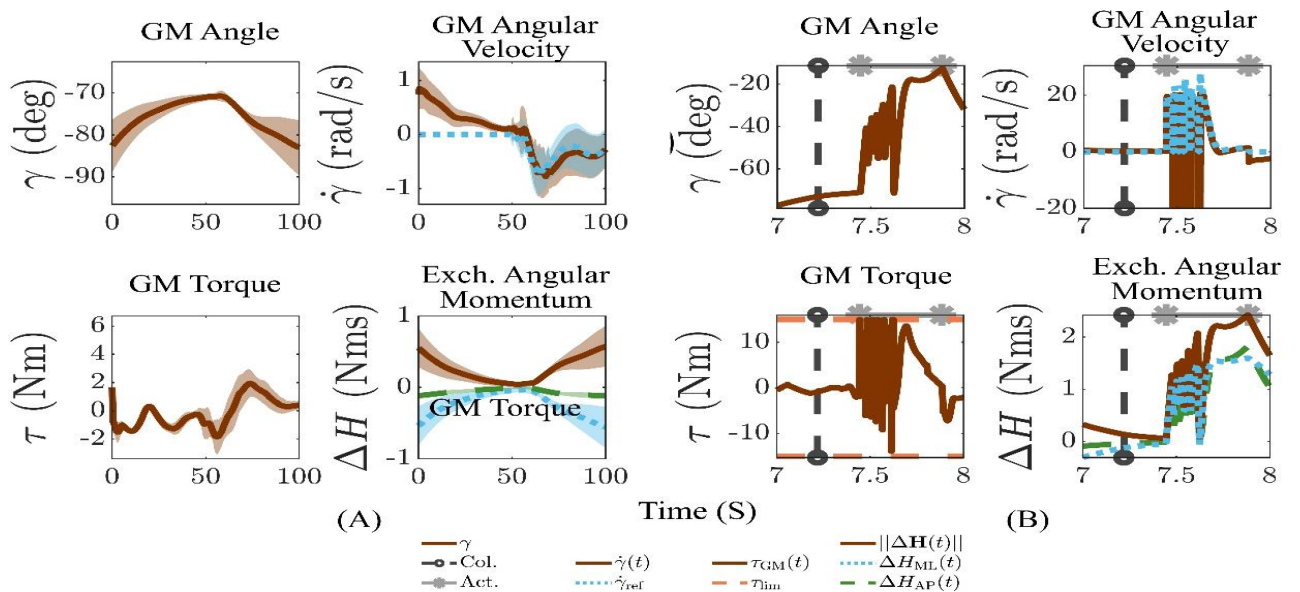 GM Angle
γ (deg)
-70
-80
-90
0 50 100
GM Angular
Velocity
γ̇ (rad/s)
1
0
-1
0 50 100
GM Torque
τ (Nm)
6
4
2
0
-2
0 50 100
Exch. Angular
Momentum
ΔH (Nms)
1
0
-1
GM Torque
0 50 100
(A)
GM Angle
γ (deg)
-20
-40
-60
7 7.5 8
GM Angular
Velocity
γ̇ (rad/s)
20
0
-20
7 7.5 8
GM Torque
τ (Nm)
15
10
0
-10
-15
7 7.5 8
Exch. Angular
Momentum
ΔH (Nms)
2
1
0
7 7.5 8
Time (S)
(B)
γ
Col.
Act.
γ̇(t)
γ̇ref
τGM(t)
τlim
||ΔH(t)||
ΔHML(t)
ΔHAP(t)